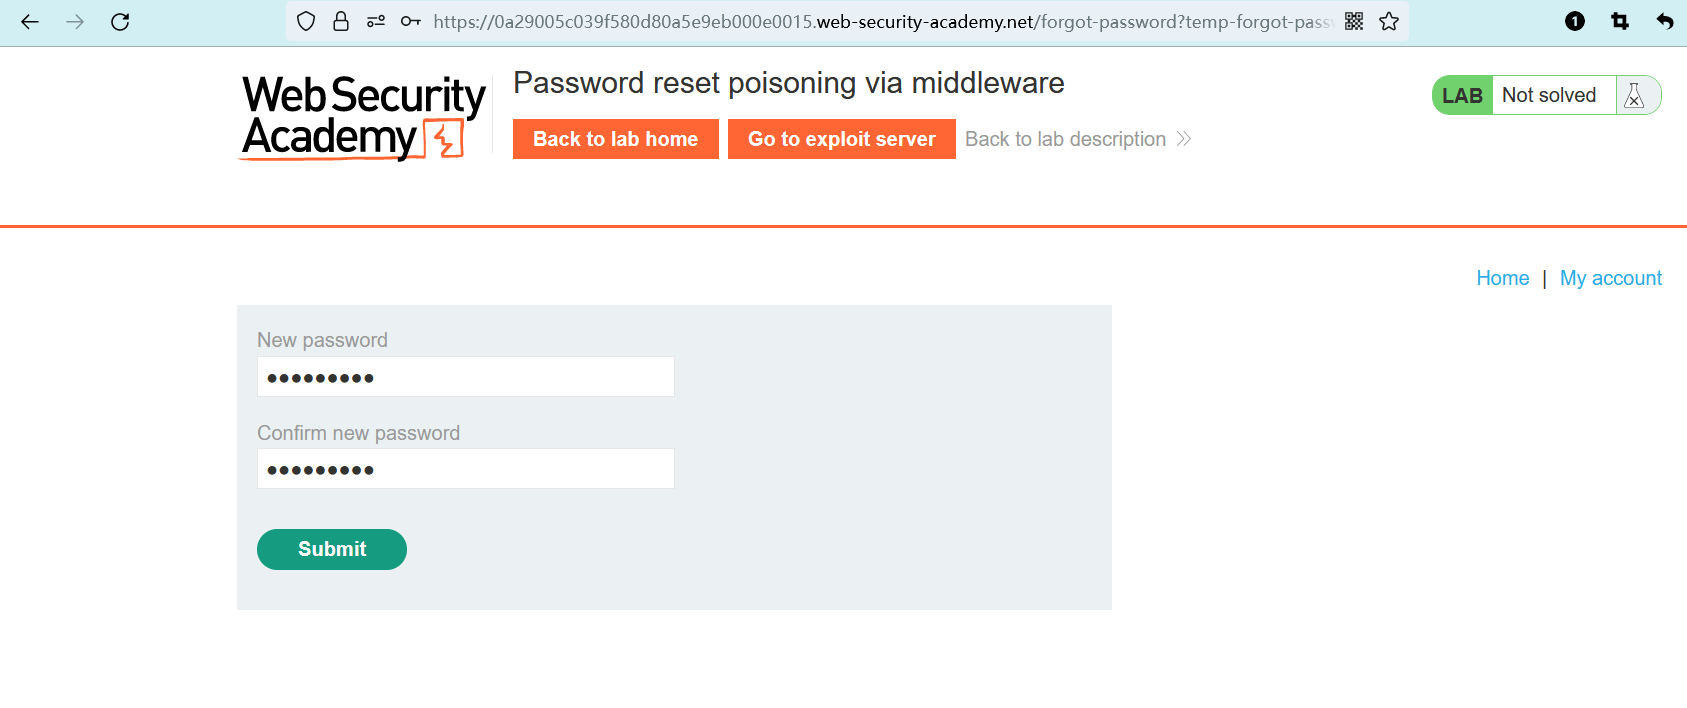 https://0a29005c039f580d80a5e9eb000e0015.web-security-academy.net/forgot-password?temp-forgot-pass
1
Web Security
Academy
Password reset poisoning via middleware
Back to lab home
Go to exploit server
Back to lab description
LAB
Not solved
Home | My account
New password
●●●●●●●●●
Confirm new password
●●●●●●●●●
Submit